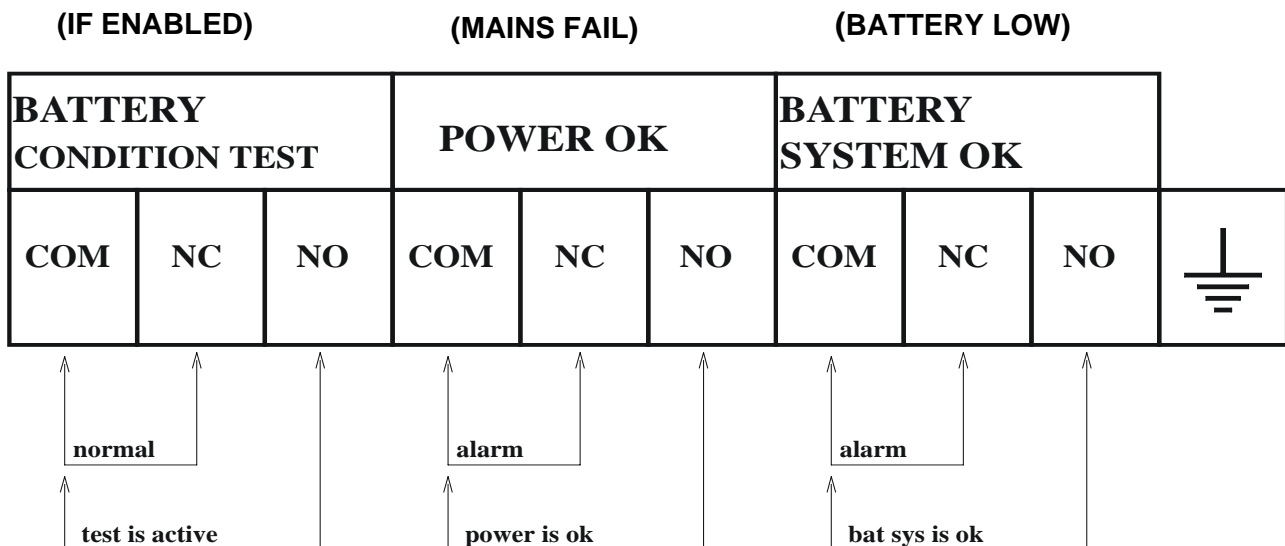 (IF ENABLED) (MAINS FAIL) (BATTERY LOW)
BATTERY
CONDITION TEST
POWER OK
BATTERY
SYSTEM OK
COM NC NO COM NC NO COM NC NO
normal alarm alarm
test is active power is ok bat sys is ok